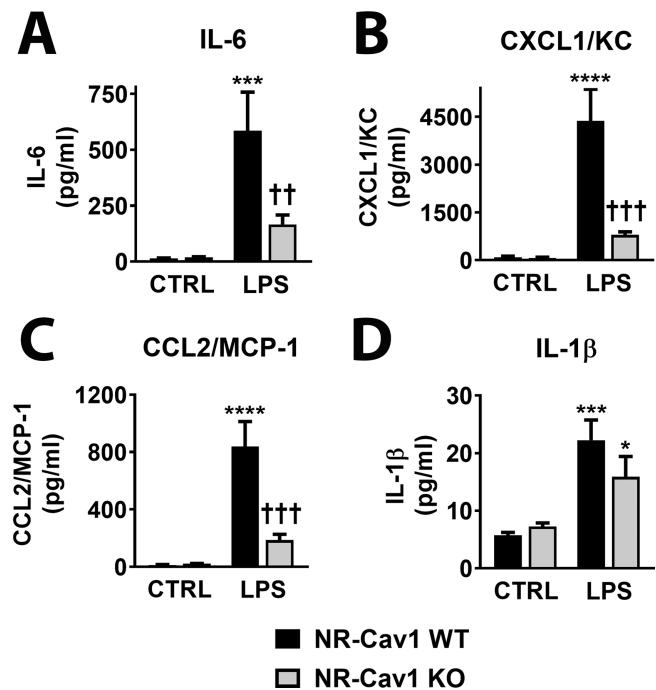 A
IL-6
***
750
500
250
0
IL-6
(pg/ml)
††
CTRL
LPS
B
CXCL1/KC
****
4500
3000
1500
0
CXCL1/KC
(pg/ml)
†††
CTRL
LPS
C
CCL2/MCP-1
****
1200
800
400
0
CCL2/MCP-1
(pg/ml)
†††
CTRL
LPS
D
IL-1β
***
*
30
20
10
0
IL-1β
(pg/ml)
CTRL
LPS
NR-Cav1 WT
NR-Cav1 KO